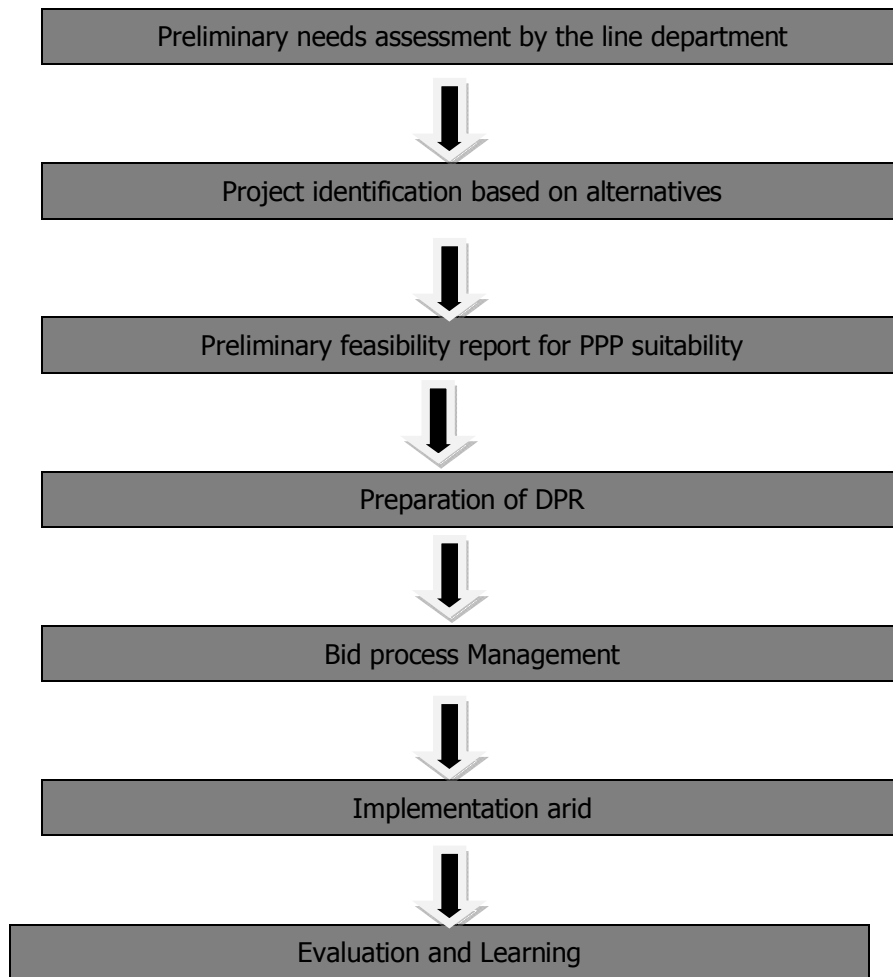 Preliminary needs assessment by the line department
Project identification based on alternatives
Preliminary feasibility report for PPP suitability
Preparation of DPR
Bid process Management
Implementation arid
Evaluation and Learning